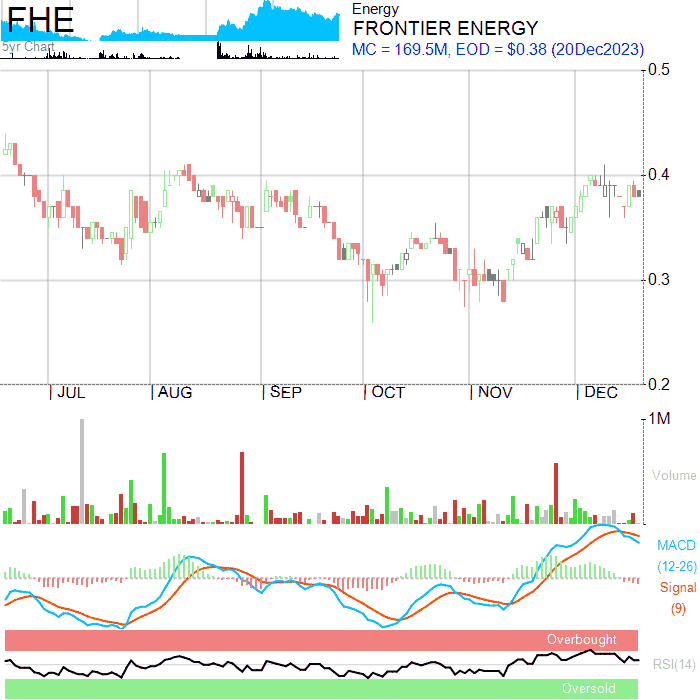 FHE
5yr Chart
Energy
FRONTIER ENERGY
MC = 169.5M, EOD = $0.38 (20Dec2023)
0.5
0.4
0.3
0.2
JUL AUG SEP OCT NOV DEC
1M
Volume
MACD
(12-26)
Signal
(9)
Overbought
RSI(14)
Oversold